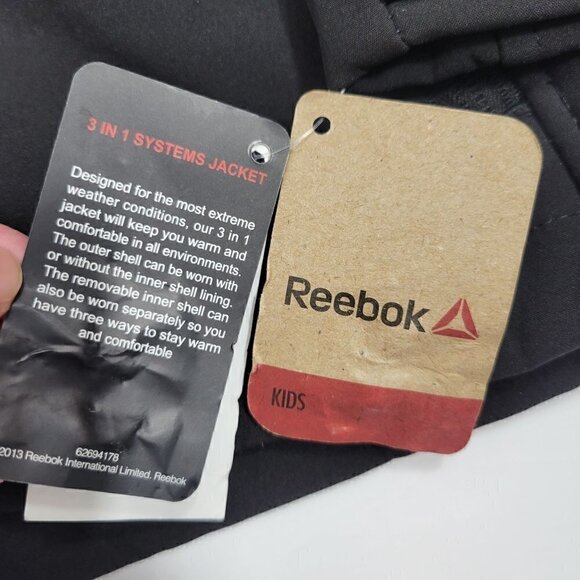 3 IN 1 SYSTEMS JACKET
Designed for the most extreme
weather conditions, our 3 in 1
jacket will keep you warm and
comfortable in all environments.
The outer shell can be worn with
or without the inner shell lining.
The removable inner shell can
also be worn separately so you
have three ways to stay warm
and comfortable
62694178
2013 Reebok International Limited. Reebok
Reebok
KIDS